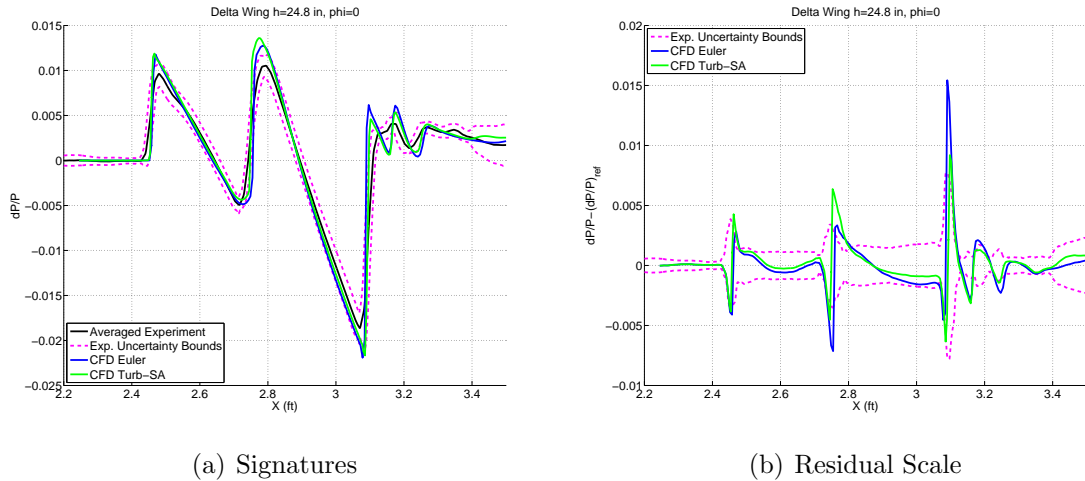 Delta Wing h=24.8 in, phi=0
0.015
0.01
0.005
0
−0.005
−0.01
−0.015
−0.02
−0.025
dP/P
Averaged Experiment
Exp. Uncertainty Bounds
CFD Euler
CFD Turb−SA
2.2 2.4 2.6 2.8 3 3.2 3.4
X (ft)
(a) Signatures
Delta Wing h=24.8 in, phi=0
0.02
0.015
0.01
0.005
0
−0.005
−0.01
dP/P−(dP/P)ref
Exp. Uncertainty Bounds
CFD Euler
CFD Turb−SA
2.2 2.4 2.6 2.8 3 3.2 3.4
X (ft)
(b) Residual Scale